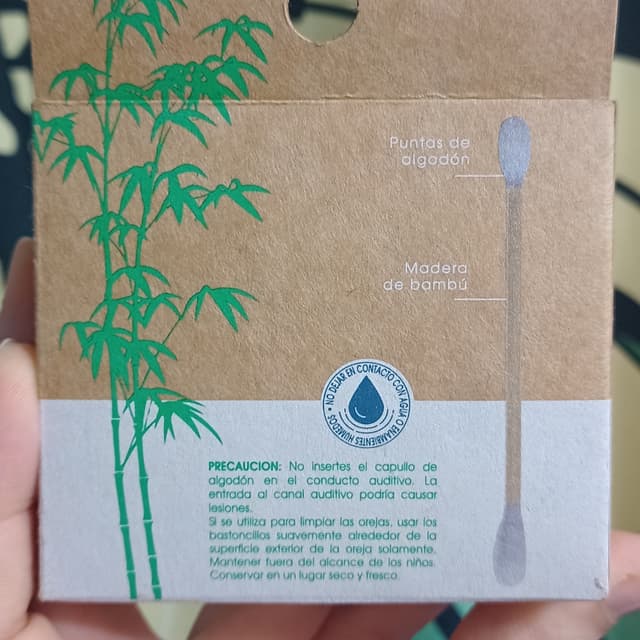 Puntas de
algodón
Madera
de bambú
• NO DEJAR EN CONTACTO CON AGUA O EN AMBIENTES HÚMEDOS
PRECAUCION: No insertes el capullo de
algodón en el conducto auditivo. La
entrada al canal auditivo podría causar
lesiones.
Si se utiliza para limpiar las orejas, usar los
bastoncillos suavemente alrededor de la
superficie exterior de la oreja solamente.
Mantener fuera del alcance de los niños.
Conservar en un lugar seco y fresco.